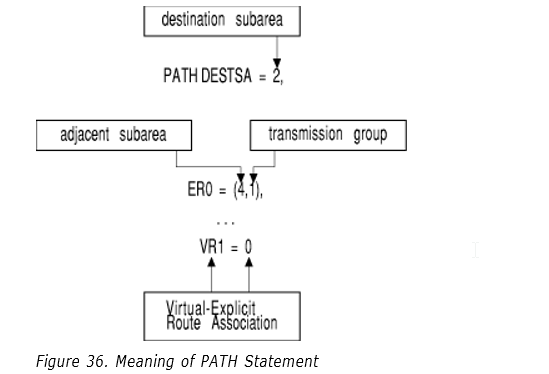 destination subarea
PATH DESTSA = 2,
adjacent subarea
transmission group
ER0 = (4,1),
...
VR1 = 0
Virtual-Explicit
Route Association
Figure 36. Meaning of PATH Statement